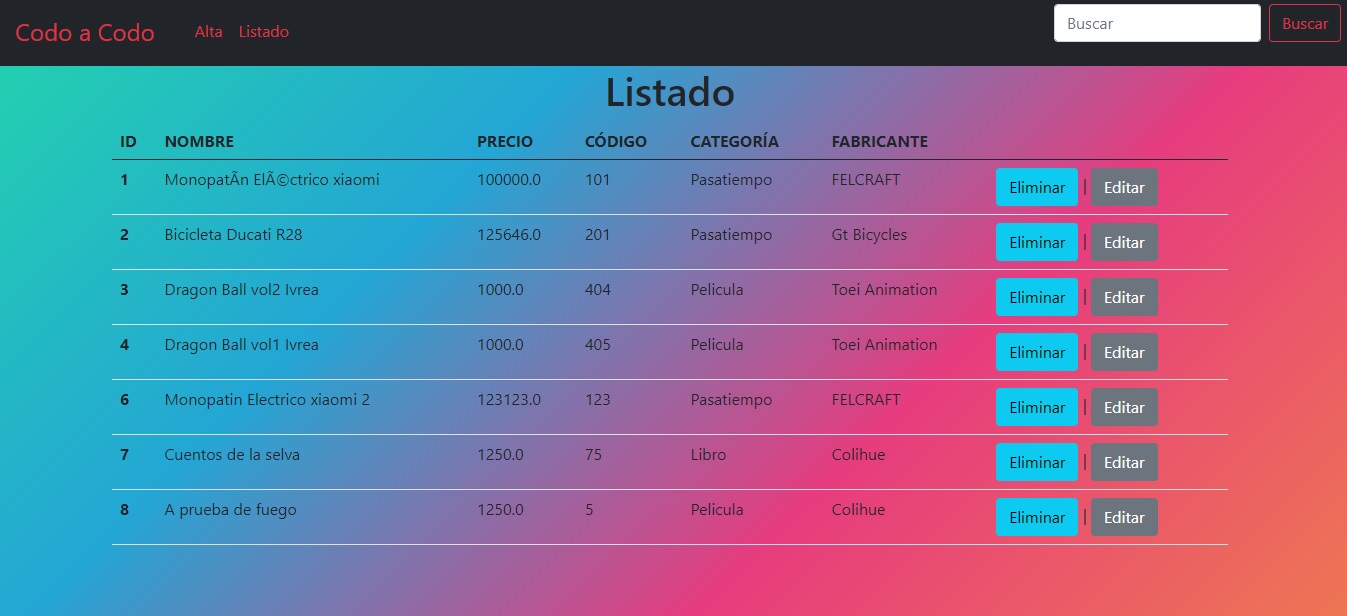 Codo a Codo Alta Listado Buscar Buscar
Listado
ID NOMBRE PRECIO CÓDIGO CATEGORÍA FABRICANTE
1 MonopatÃn ElÃ©ctrico xiaomi 100000.0 101 Pasatiempo FELCRAFT Eliminar | Editar
2 Bicicleta Ducati R28 125646.0 201 Pasatiempo Gt Bicycles Eliminar | Editar
3 Dragon Ball vol2 Ivrea 1000.0 404 Pelicula Toei Animation Eliminar | Editar
4 Dragon Ball vol1 Ivrea 1000.0 405 Pelicula Toei Animation Eliminar | Editar
6 Monopatin Electrico xiaomi 2 123123.0 123 Pasatiempo FELCRAFT Eliminar | Editar
7 Cuentos de la selva 1250.0 75 Libro Colihue Eliminar | Editar
8 A prueba de fuego 1250.0 5 Pelicula Colihue Eliminar | Editar